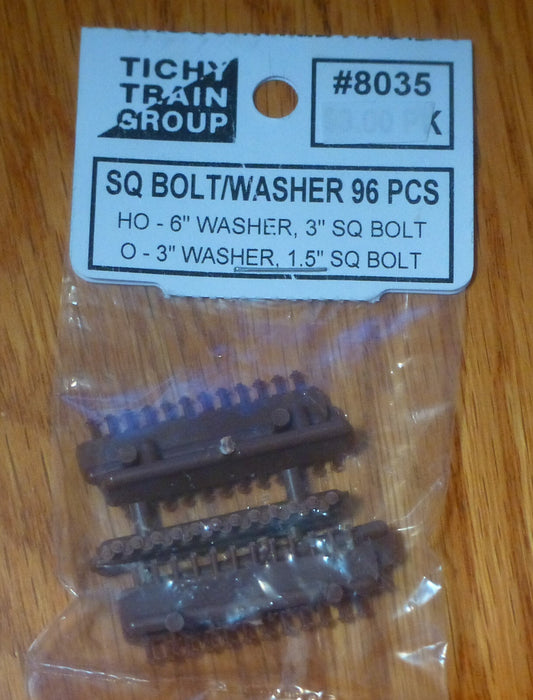 TICHY
TRAIN
GROUP
#8035
K
SQ BOLT/WASHER 96 PCS
HO - 6" WASHER, 3" SQ BOLT
O - 3" WASHER, 1.5" SQ BOLT